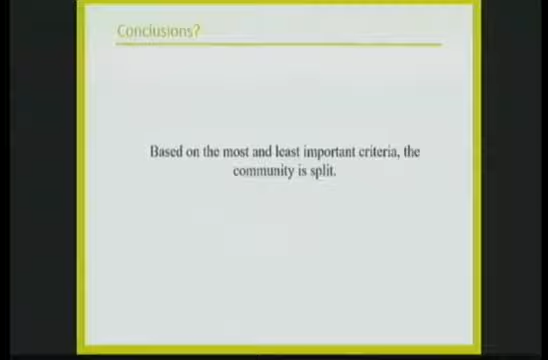 Conclusions?
Based on the most and least important criteria, the
community is split.